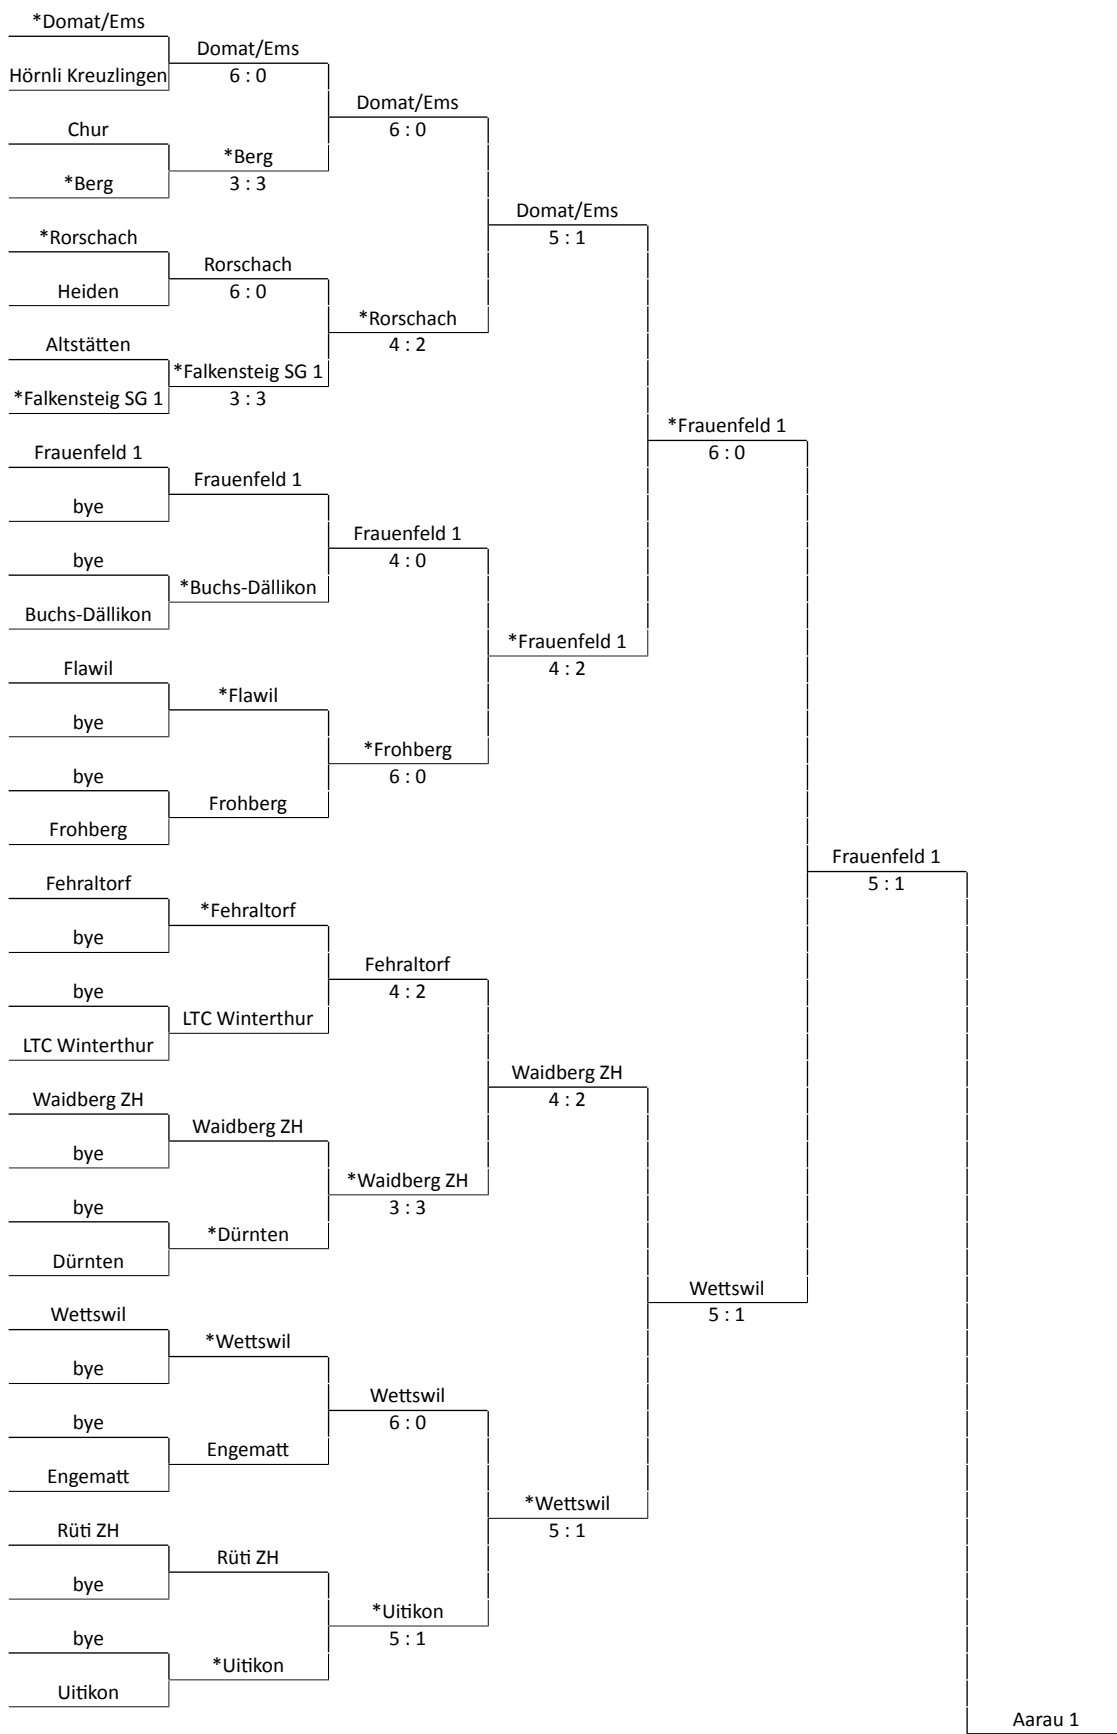 *Domat/Ems
Domat/Ems
Hörnli Kreuzlingen
6 : 0
Domat/Ems
6 : 0
Chur
*Berg
*Berg
3 : 3
Domat/Ems
5 : 1
*Rorschach
Rorschach
Heiden
6 : 0
*Rorschach
4 : 2
Altstätten
*Falkensteig SG 1
*Falkensteig SG 1
3 : 3
*Frauenfeld 1
6 : 0
Frauenfeld 1
Frauenfeld 1
bye
Frauenfeld 1
4 : 0
bye
*Buchs-Dällikon
Buchs-Dällikon
*Frauenfeld 1
4 : 2
Flawil
*Flawil
bye
*Frohberg
6 : 0
bye
Frohberg
Frohberg
Frauenfeld 1
5 : 1
Fehraltorf
*Fehraltorf
bye
Fehraltorf
4 : 2
bye
LTC Winterthur
LTC Winterthur
Waidberg ZH
4 : 2
Waidberg ZH
Waidberg ZH
bye
*Waidberg ZH
3 : 3
bye
*Dürnten
Dürnten
Wettswil
5 : 1
Wettswil
*Wettswil
bye
Wettswil
6 : 0
bye
Engematt
Engematt
*Wettswil
5 : 1
Rüti ZH
Rüti ZH
bye
*Uitikon
5 : 1
bye
*Uitikon
Uitikon
Aarau 1